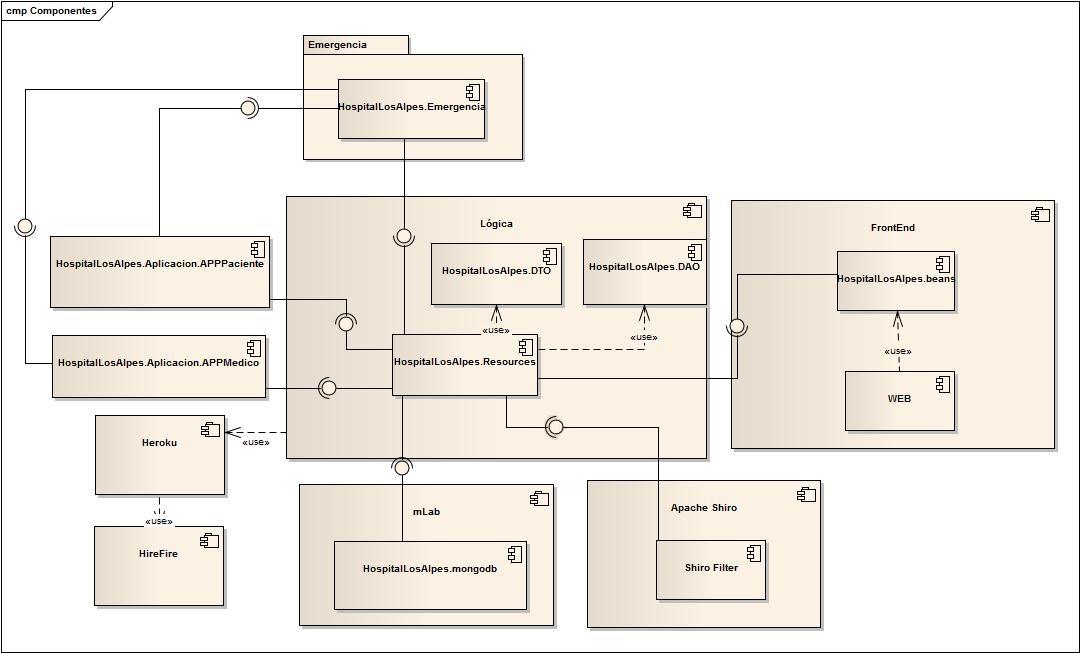 cmp Componentes
Emergencia
HospitalLosAlpes.Emergencia
Lógica
FrontEnd
HospitalLosAlpes.Aplicacion.APPPaciente
HospitalLosAlpes.DTO
HospitalLosAlpes.DAO
HospitalLosAlpes.beans
«use»
«use»
«use»
HospitalLosAlpes.Aplicacion.APPMedico
HospitalLosAlpes.Resources
WEB
Heroku
«use»
mLab
Apache Shiro
«use»
HireFire
HospitalLosAlpes.mongodb
Shiro Filter